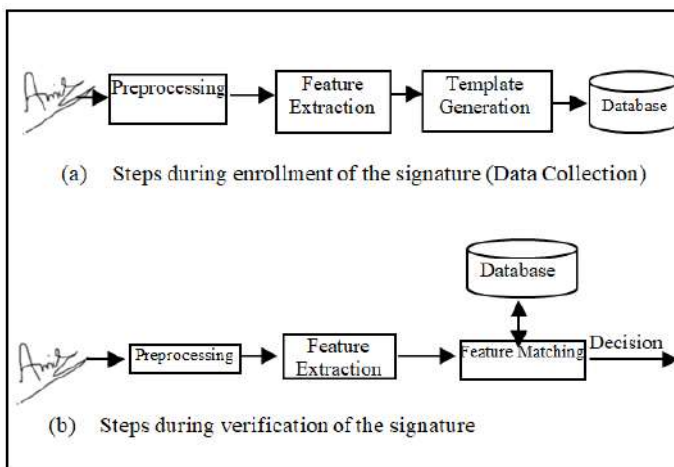 Preprocessing
Feature
Extraction
Template
Generation
Database
(a) Steps during enrollment of the signature (Data Collection)
Database
Preprocessing
Feature
Extraction
Feature Matching
Decision
(b) Steps during verification of the signature